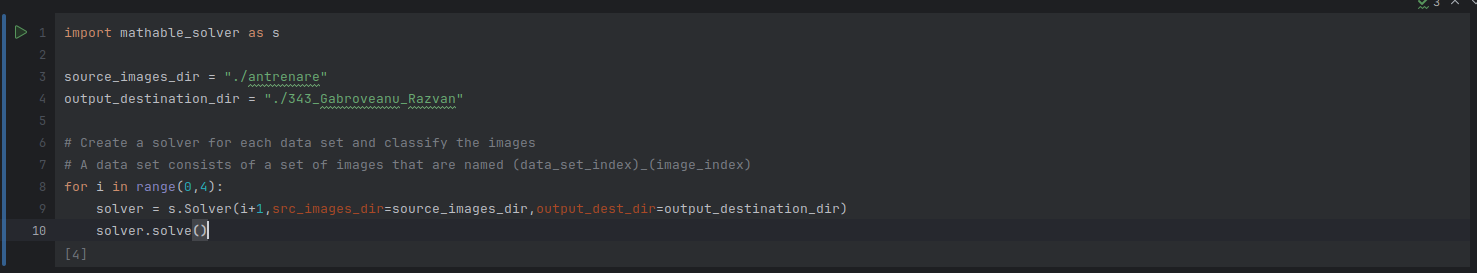 3
1 import mathable_solver as s
2
3 source_images_dir = "./antrenare"
4 output_destination_dir = "./343_Gabroveanu_Razvan"
5
6 # Create a solver for each data set and classify the images
7 # A data set consists of a set of images that are named (data_set_index)_(image_index)
8 for i in range(0,4):
9     solver = s.Solver(i+1,src_images_dir=source_images_dir,output_dest_dir=output_destination_dir)
10     solver.solve()
[4]